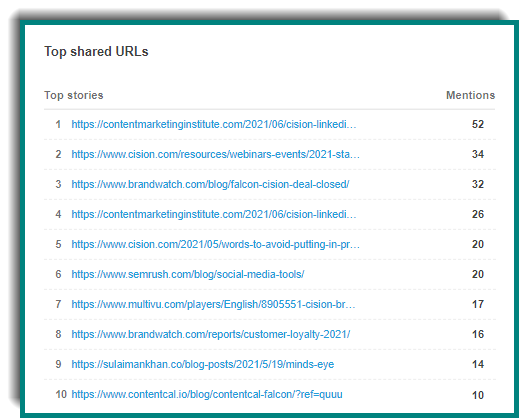 Top shared URLs
Top stories Mentions
1 https://contentmarketinginstitute.com/2021/06/cision-linkedi… 52
2 https://www.cision.com/resources/webinars-events/2021-sta… 34
3 https://www.brandwatch.com/blog/falcon-cision-deal-closed/ 32
4 https://contentmarketinginstitute.com/2021/06/cision-linkedi… 26
5 https://www.cision.com/2021/05/words-to-avoid-putting-in-pr… 20
6 https://www.semrush.com/blog/social-media-tools/ 20
7 https://www.multivu.com/players/English/8905551-cision-br… 17
8 https://www.brandwatch.com/reports/customer-loyalty-2021/ 16
9 https://sulaimankhan.co/blog-posts/2021/5/19/minds-eye 14
10 https://www.contentcal.io/blog/contentcal-falcon/?ref=quuu 10